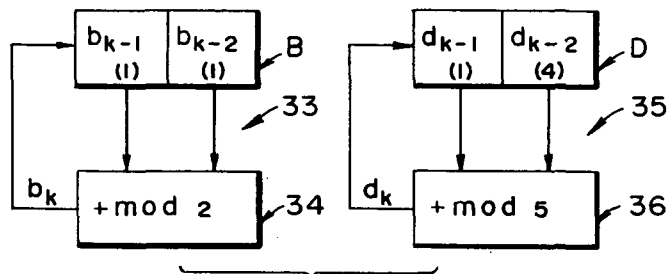 b_{k-1} b_{k-2} B d_{k-1} d_{k-2} D
(1) (1) (1) (4)
33 35
b_k d_k
+mod 2 34 +mod 5 36